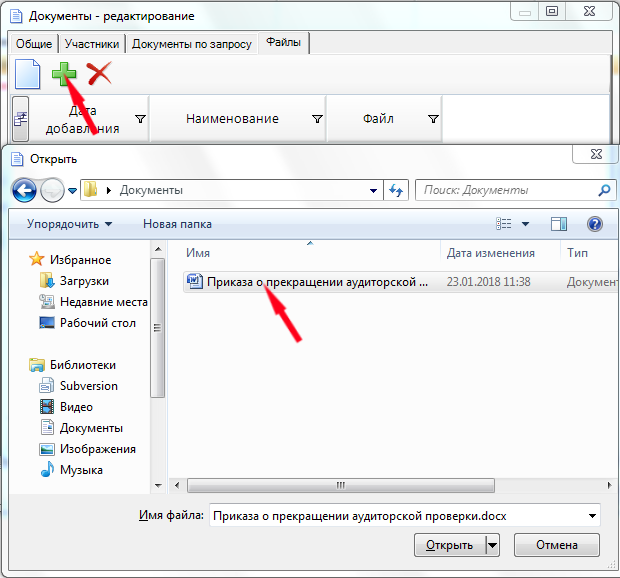 Документы - редактирование
Общие Участники Документы по запросу Файлы
Дата добавления Наименование Файл
Открыть
Документы Поиск: Документы
Упорядочить Новая папка
Имя Дата изменения Тип
Избранное
Загрузки
Недавние места
Рабочий стол
Библиотеки
Subversion
Видео
Документы
Изображения
Музыка
Приказа о прекращении аудиторской ... 23.01.2018 11:38 Документ
Имя файла: Приказа о прекращении аудиторской проверки.docx
Открыть Отмена